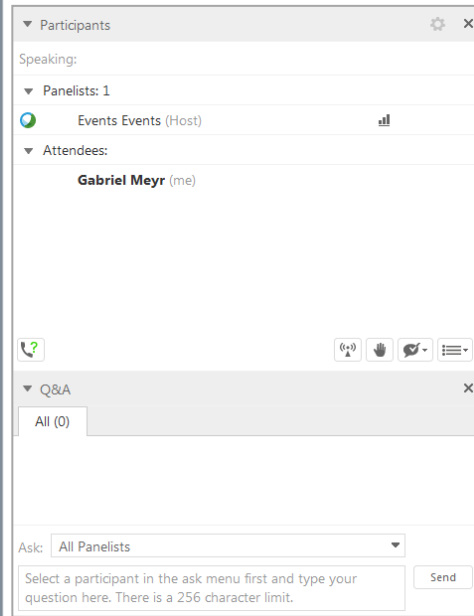 Participants
Speaking:
Panelists: 1
Events Events (Host)
Attendees:
Gabriel Meyr (me)
Q&A
All (0)
Ask: All Panelists
Select a participant in the ask menu first and type your
question here. There is a 256 character limit.
Send